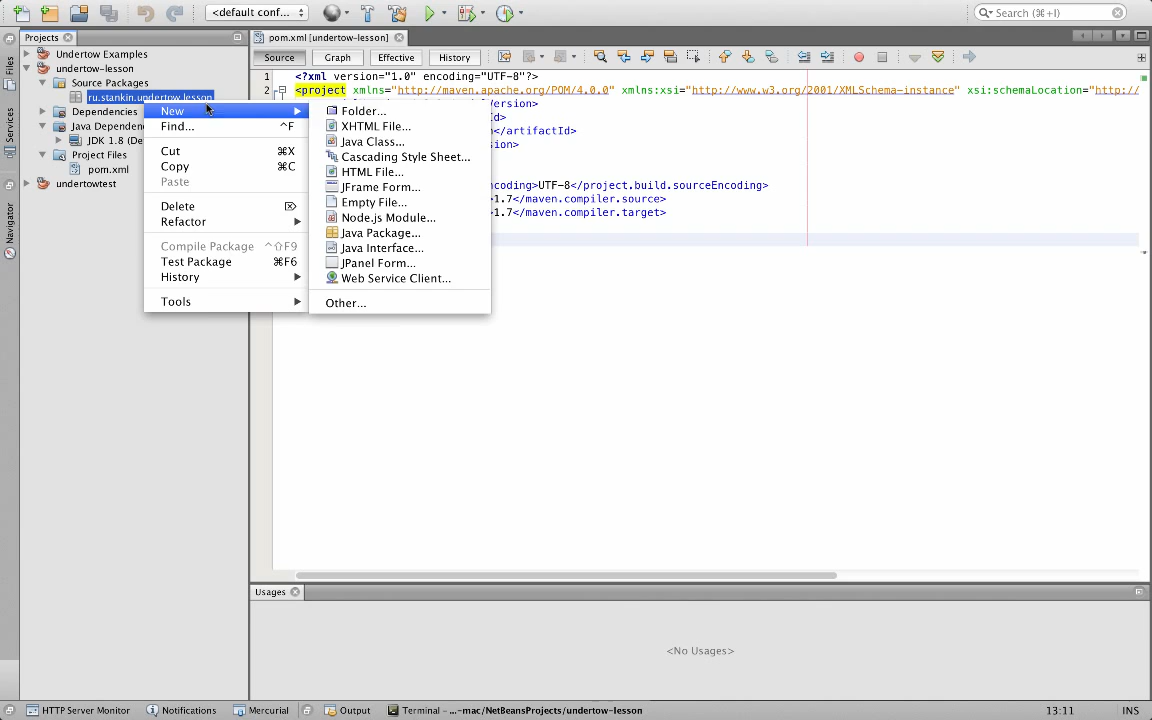 <default conf...
Search (⌘+I)
Projects
pom.xml [undertow-lesson]
Files
Services
Navigator
Undertow Examples
undertow-lesson
Source Packages
ru.stankin.undertow.lesson
Dependencies
Java Depende
JDK 1.8 (De
Project Files
pom.xml
undertowtest
Source
Graph
Effective
History
1 <?xml version="1.0" encoding="UTF-8"?>
2 <project xmlns="http://maven.apache.org/POM/4.0.0" xmlns:xsi="http://www.w3.org/2001/XMLSchema-instance" xsi:schemaLocation="http://
Version>
Id>
</artifactId>
sion>
coding>UTF-8</project.build.sourceEncoding>
1.7</maven.compiler.source>
1.7</maven.compiler.target>
New
Find... ^F
Cut ⌘X
Copy ⌘C
Paste
Delete ⌦
Refactor
Compile Package ^⇧F9
Test Package ⌘F6
History
Tools
Folder...
XHTML File...
Java Class...
Cascading Style Sheet...
HTML File...
JFrame Form...
Empty File...
Node.js Module...
Java Package...
Java Interface...
JPanel Form...
Web Service Client...
Other...
Usages
<No Usages>
HTTP Server Monitor
Notifications
Mercurial
Output
Terminal - ...-mac/NetBeansProjects/undertow-lesson
13:11
INS